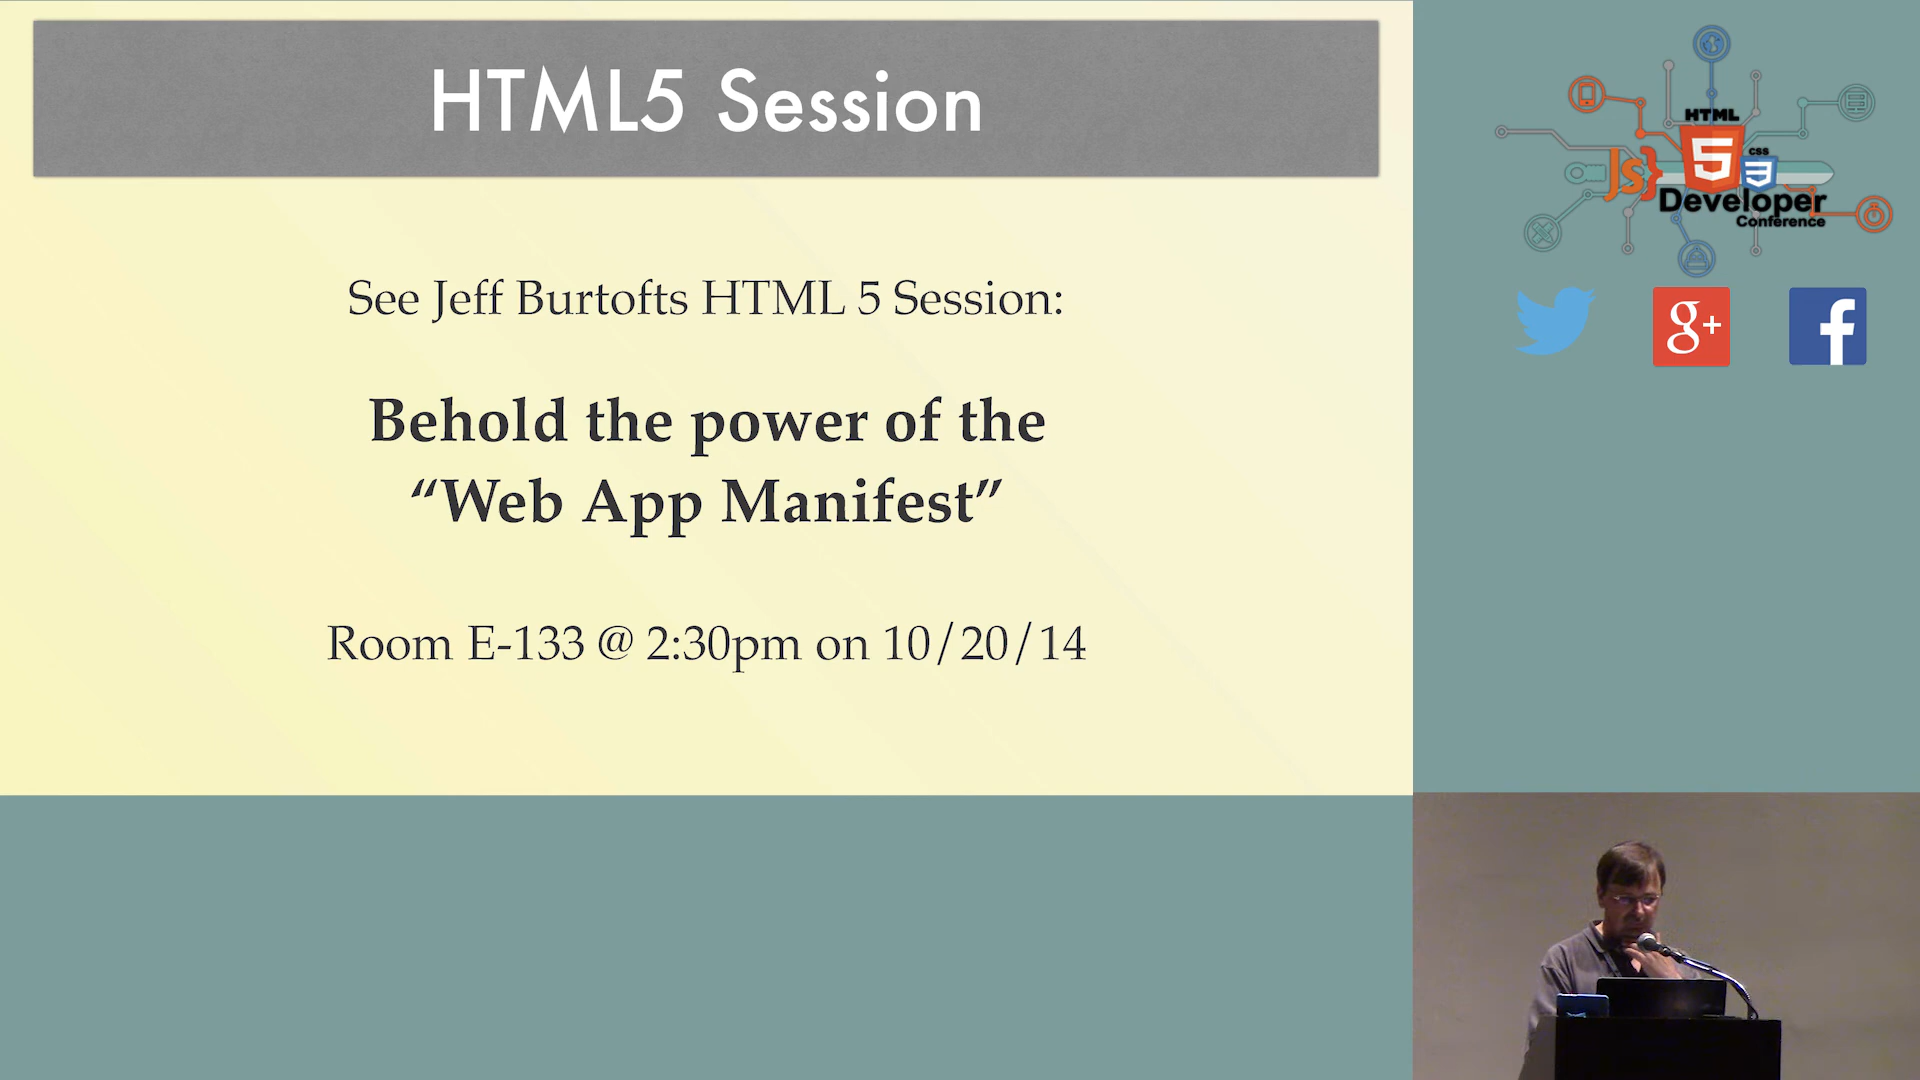 HTML5 Session
See Jeff Burtofts HTML 5 Session:
Behold the power of the
“Web App Manifest”
Room E-133 @ 2:30pm on 10/20/14
HTML
5
JS}
CSS
3
Developer
Conference
g+
f